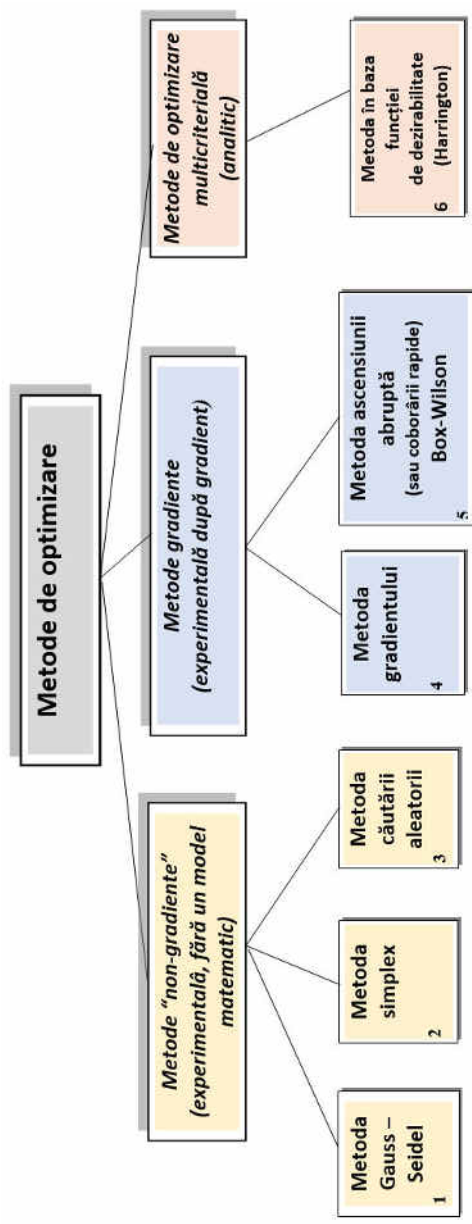 Metode de optimizare
Metode “non-gradiente”
(experimentală, fără un model
matematic)
Metode gradiente
(experimentală după gradient)
Metode de optimizare
multicriterială
(analitic)
Metoda
Gauss –
Seidel
1
Metoda
simplex
2
Metoda
căutării
aleatorii
3
Metoda
gradientului
4
Metoda ascensiunii
abruptă
(sau coborârii rapide)
Box-Wilson
5
Metoda în baza
funcției
de dezirabilitate
(Harrington)
6